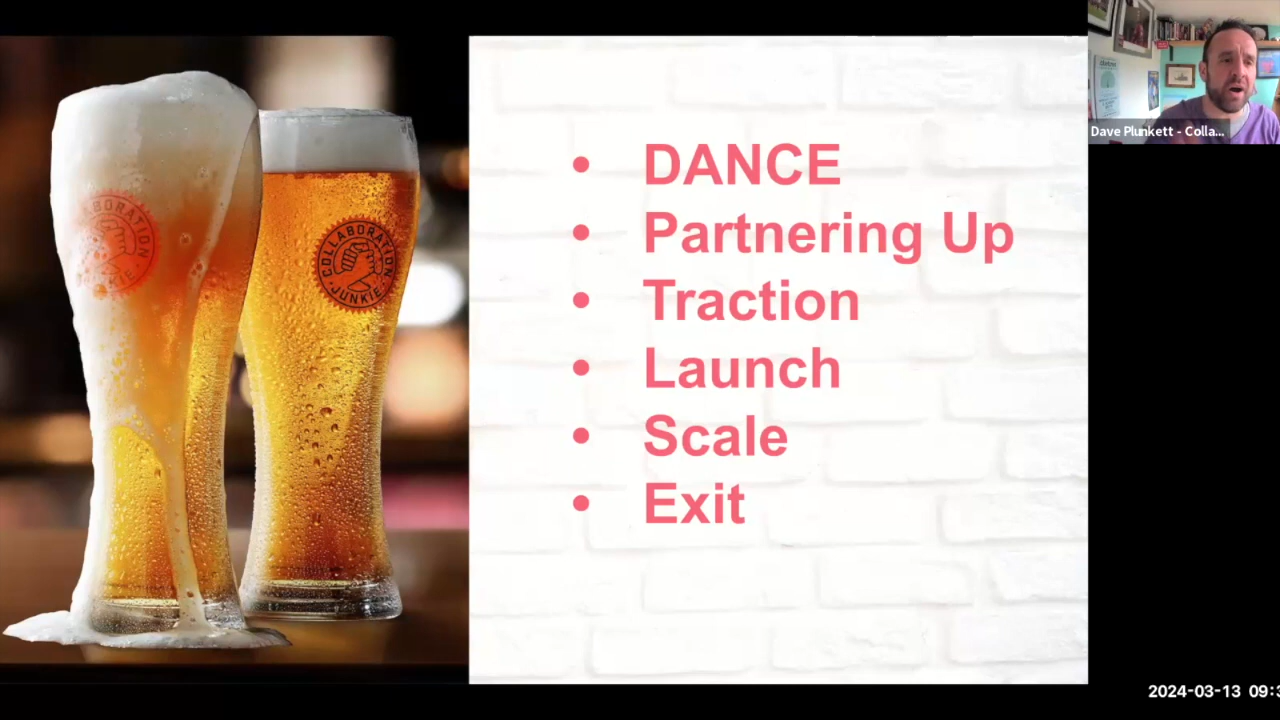 DANCE
Partnering Up
Traction
Launch
Scale
Exit
COLLABORATION
JUNKIE
Dave Plunkett - Colla...
2024-03-13 09:3